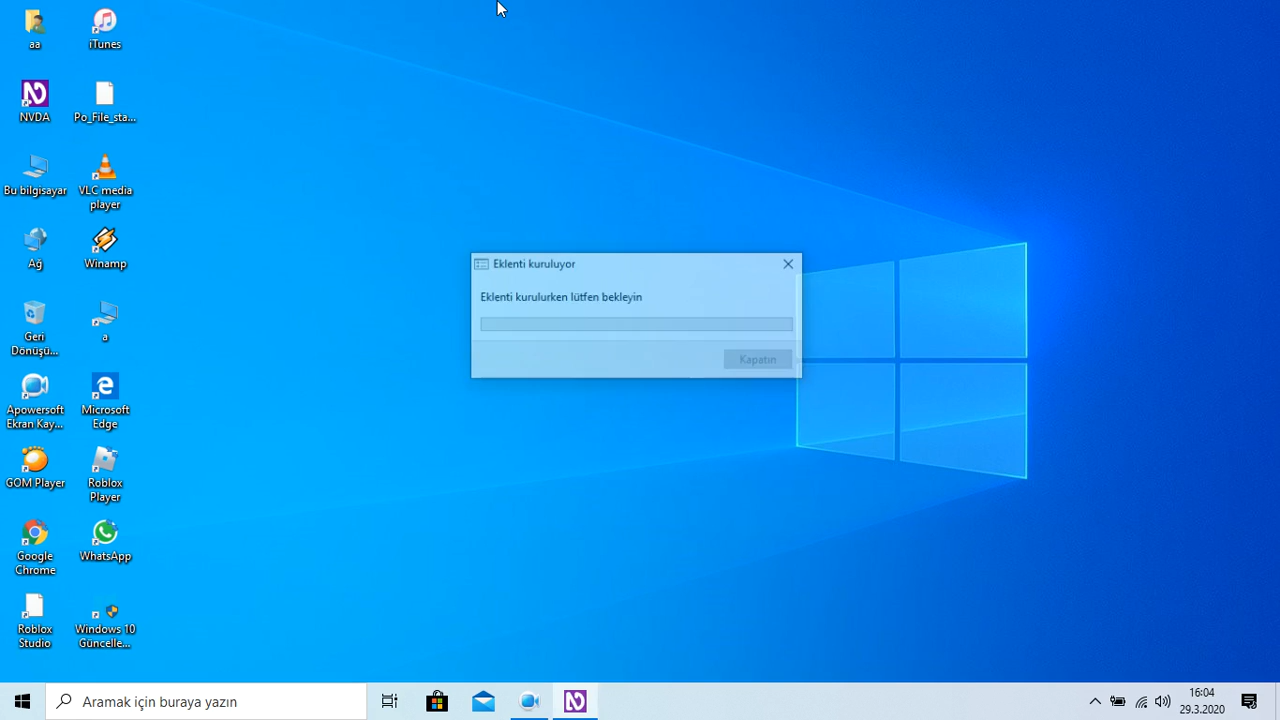 aa
iTunes
NVDA
Po_File_sta...
Bu bilgisayar
VLC media
player
Ağ
Winamp
Geri
Dönüşü...
a
Apowersoft
Ekran Kay...
Microsoft
Edge
GOM Player
Roblox
Player
Google
Chrome
WhatsApp
Roblox
Studio
Windows 10
Güncelle...
Eklenti kuruluyor
Eklenti kurulurken lütfen bekleyin
Kapatın
Aramak için buraya yazın
16:04
29.3.2020